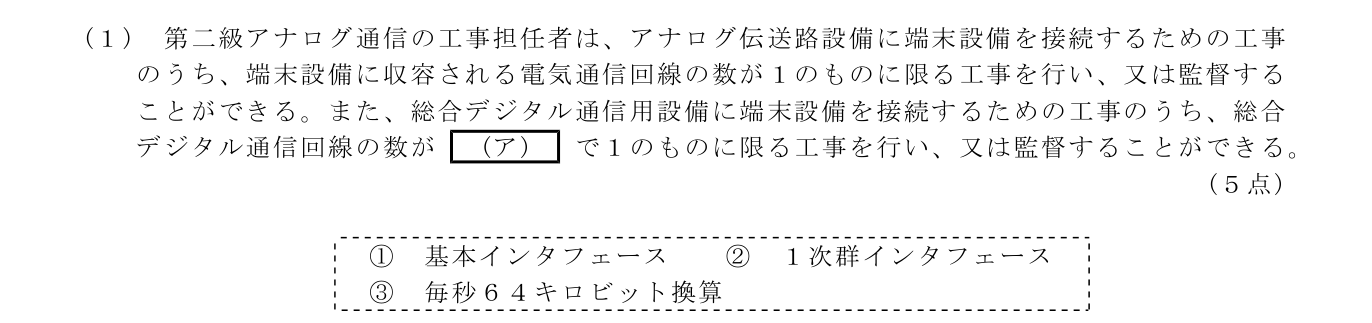 （１）　第二級アナログ通信の工事担任者は、アナログ伝送路設備に端末設備を接続するための工事
のうち、端末設備に収容される電気通信回線の数が１のものに限る工事を行い、又は監督する
ことができる。また、総合デジタル通信用設備に端末設備を接続するための工事のうち、総合
デジタル通信回線の数が （ア） で１のものに限る工事を行い、又は監督することができる。
（５点）
①　基本インタフェース　　②　１次群インタフェース
③　毎秒６４キロビット換算